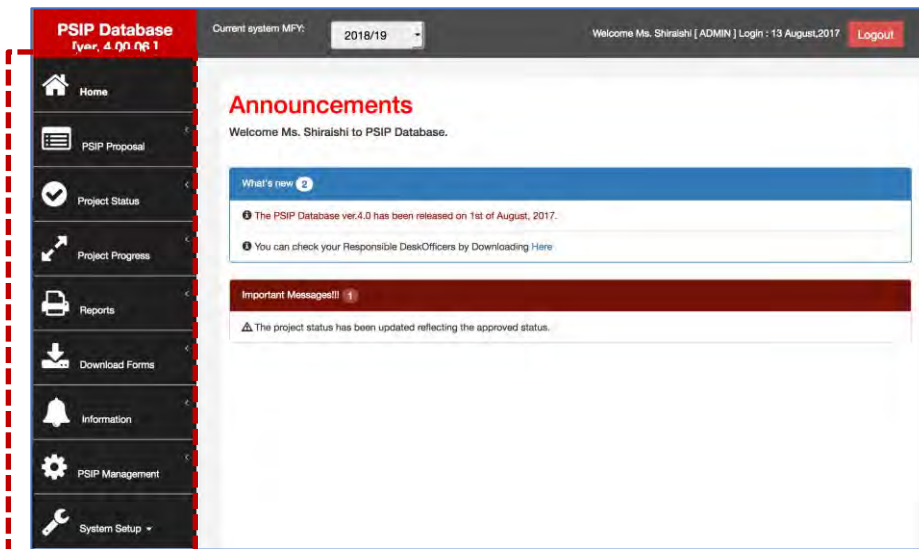 PSIP Database
[ver. 4.00.06 ]
Current system MFY:
2018/19
Welcome Ms. Shiraishi [ ADMIN ] Login : 13 August,2017
Logout
Home
PSIP Proposal
Project Status
Project Progress
Reports
Download Forms
Information
PSIP Management
System Setup
Announcements
Welcome Ms. Shiraishi to PSIP Database.
What's new 2
The PSIP Database ver.4.0 has been released on 1st of August, 2017.
You can check your Responsible DeskOfficers by Downloading Here
Important Messages!!! 1
The project status has been updated reflecting the approved status.